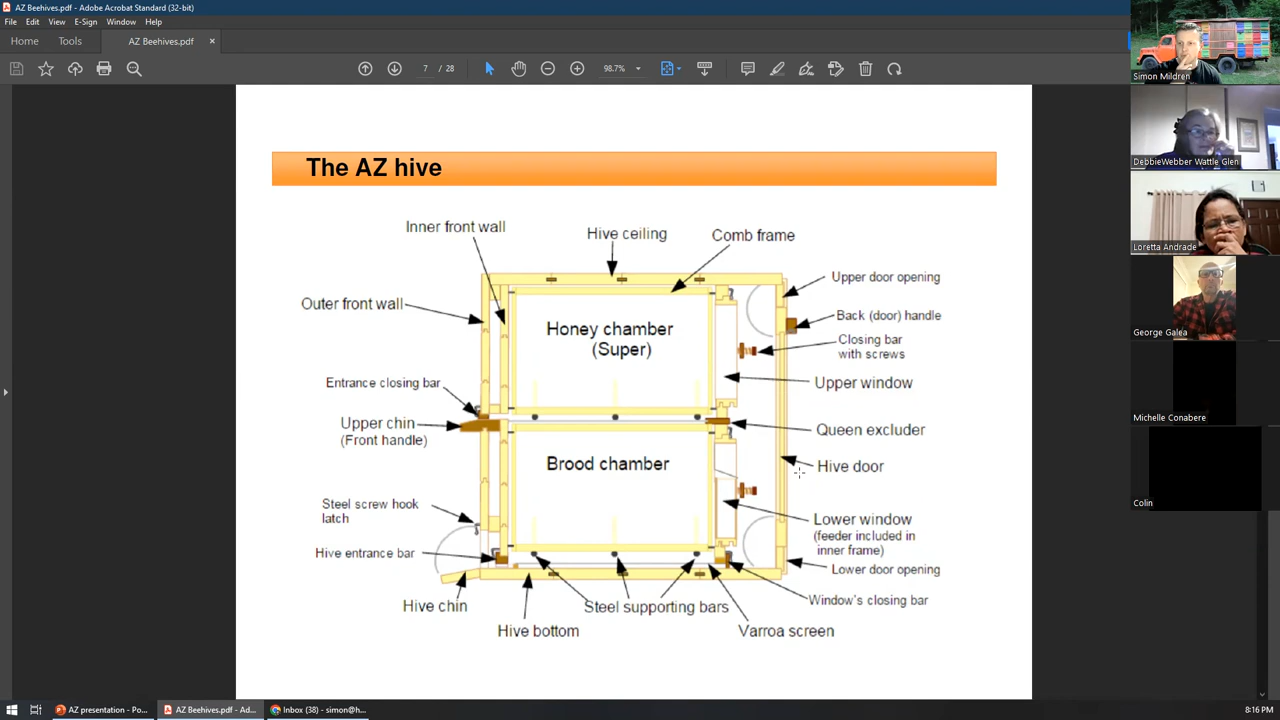 AZ Beehives.pdf - Adobe Acrobat Standard (32-bit)
File Edit View E-Sign Window Help
Home Tools AZ Beehives.pdf ×
7 / 28 98.7%
The AZ hive
Inner front wall
Hive ceiling
Comb frame
Outer front wall
Upper door opening
Honey chamber
(Super)
Back (door) handle
Closing bar
with screws
Entrance closing bar
Upper window
Upper chin
(Front handle)
Queen excluder
Brood chamber
Hive door
Steel screw hook
latch
Lower window
(feeder included in
inner frame)
Hive entrance bar
Lower door opening
Hive chin
Steel supporting bars
Window's closing bar
Hive bottom
Varroa screen
Simon Mildren
DebbieWebber Wattle Glen
Loretta Andrade
George Galea
Michelle Conabere
Colin
AZ presentation - Po...
AZ Beehives.pdf - Ad...
Inbox (38) - simon@h...
8:16 PM